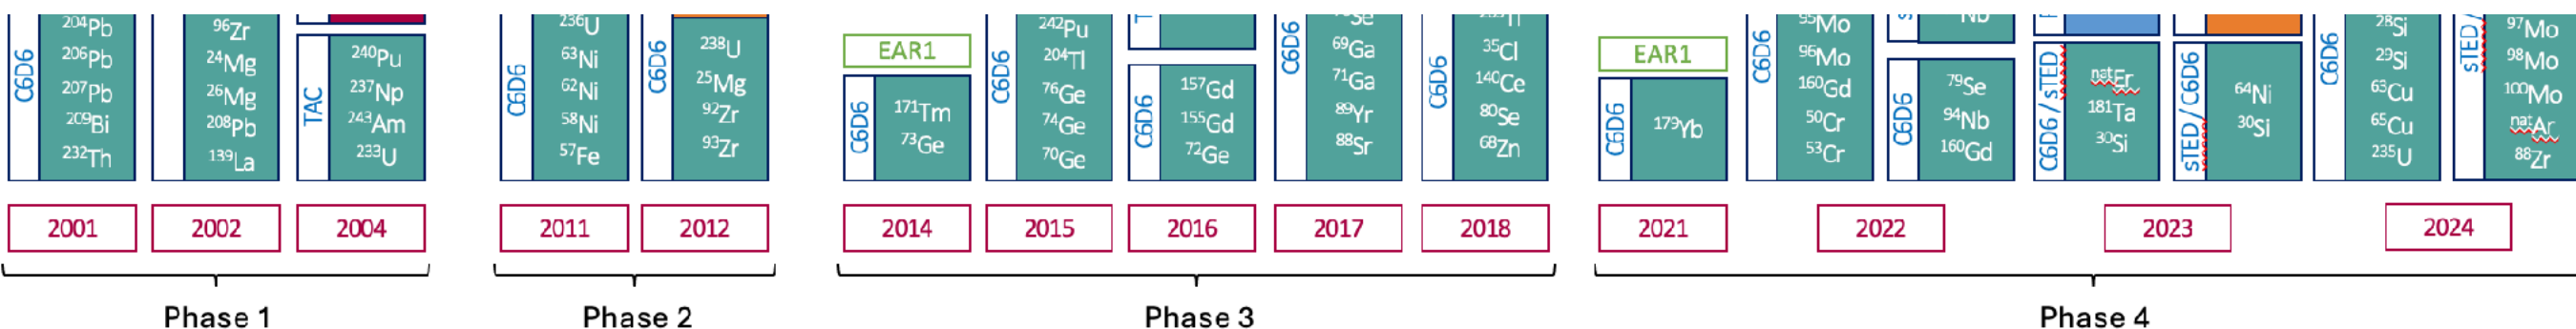 C6D6
204Pb
206Pb
207Pb
209Bi
232Th
2001
96Zr
24Mg
26Mg
208Pb
139La
2002
TAC
240Pu
237Np
243Am
233U
2004
Phase 1
C6D6
236U
63Ni
62Ni
58Ni
57Fe
2011
C6D6
238U
25Mg
92Zr
93Zr
2012
Phase 2
EAR1
C6D6
171Tm
73Ge
2014
C6D6
242Pu
204Tl
76Ge
74Ge
70Ge
2015
C6D6
157Gd
155Gd
72Ge
2016
C6D6
69Ga
71Ga
89Yr
88Sr
2017
C6D6
35Cl
140Ce
80Se
68Zn
2018
Phase 3
EAR1
C6D6
179Yb
2021
C6D6
95Mo
96Mo
160Gd
50Cr
53Cr
Nb
C6D6
79Se
94Nb
160Gd
2022
C6D6/sTED
natEr
181Ta
30Si
sTED/C6D6
64Ni
30Si
2023
C6D6
28Si
29Si
63Cu
65Cu
235U
sTED/
97Mo
98Mo
100Mo
natAr
88Zr
2024
Phase 4